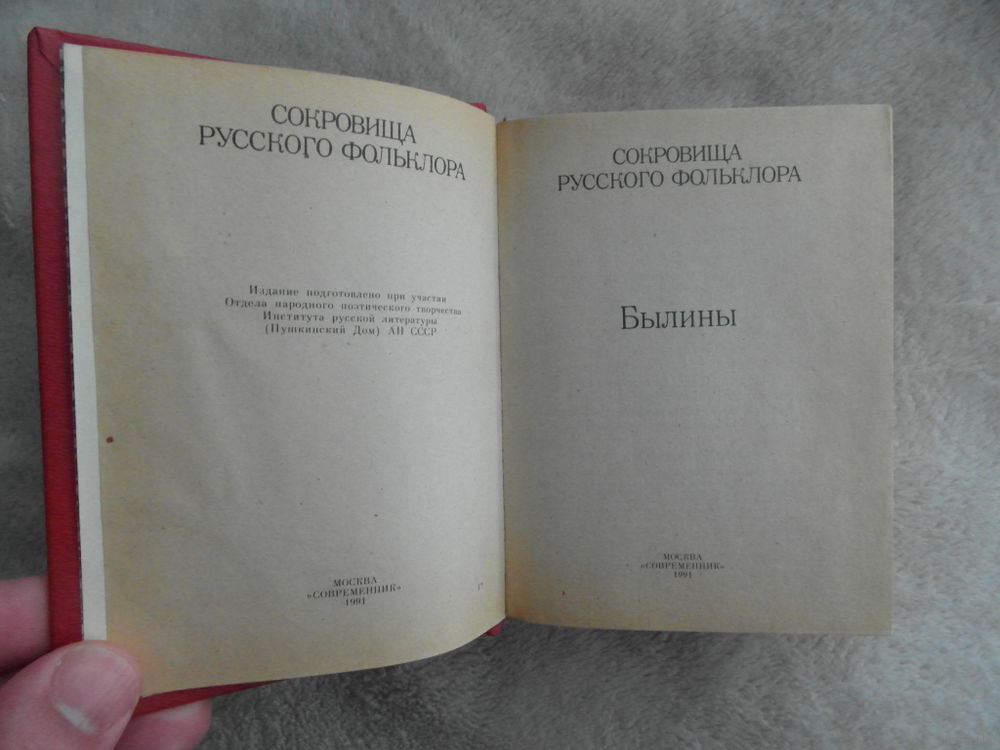 СОКРОВИЩА
РУССКОГО ФОЛЬКЛОРА
Издание подготовлено при участии
Отдела народного поэтического творчества
Института русской литературы
(Пушкинский Дом) АН СССР
МОСКВА
«СОВРЕМЕННИК»
1991
СОКРОВИЩА
РУССКОГО ФОЛЬКЛОРА
Былины
МОСКВА
«СОВРЕМЕННИК»
1991